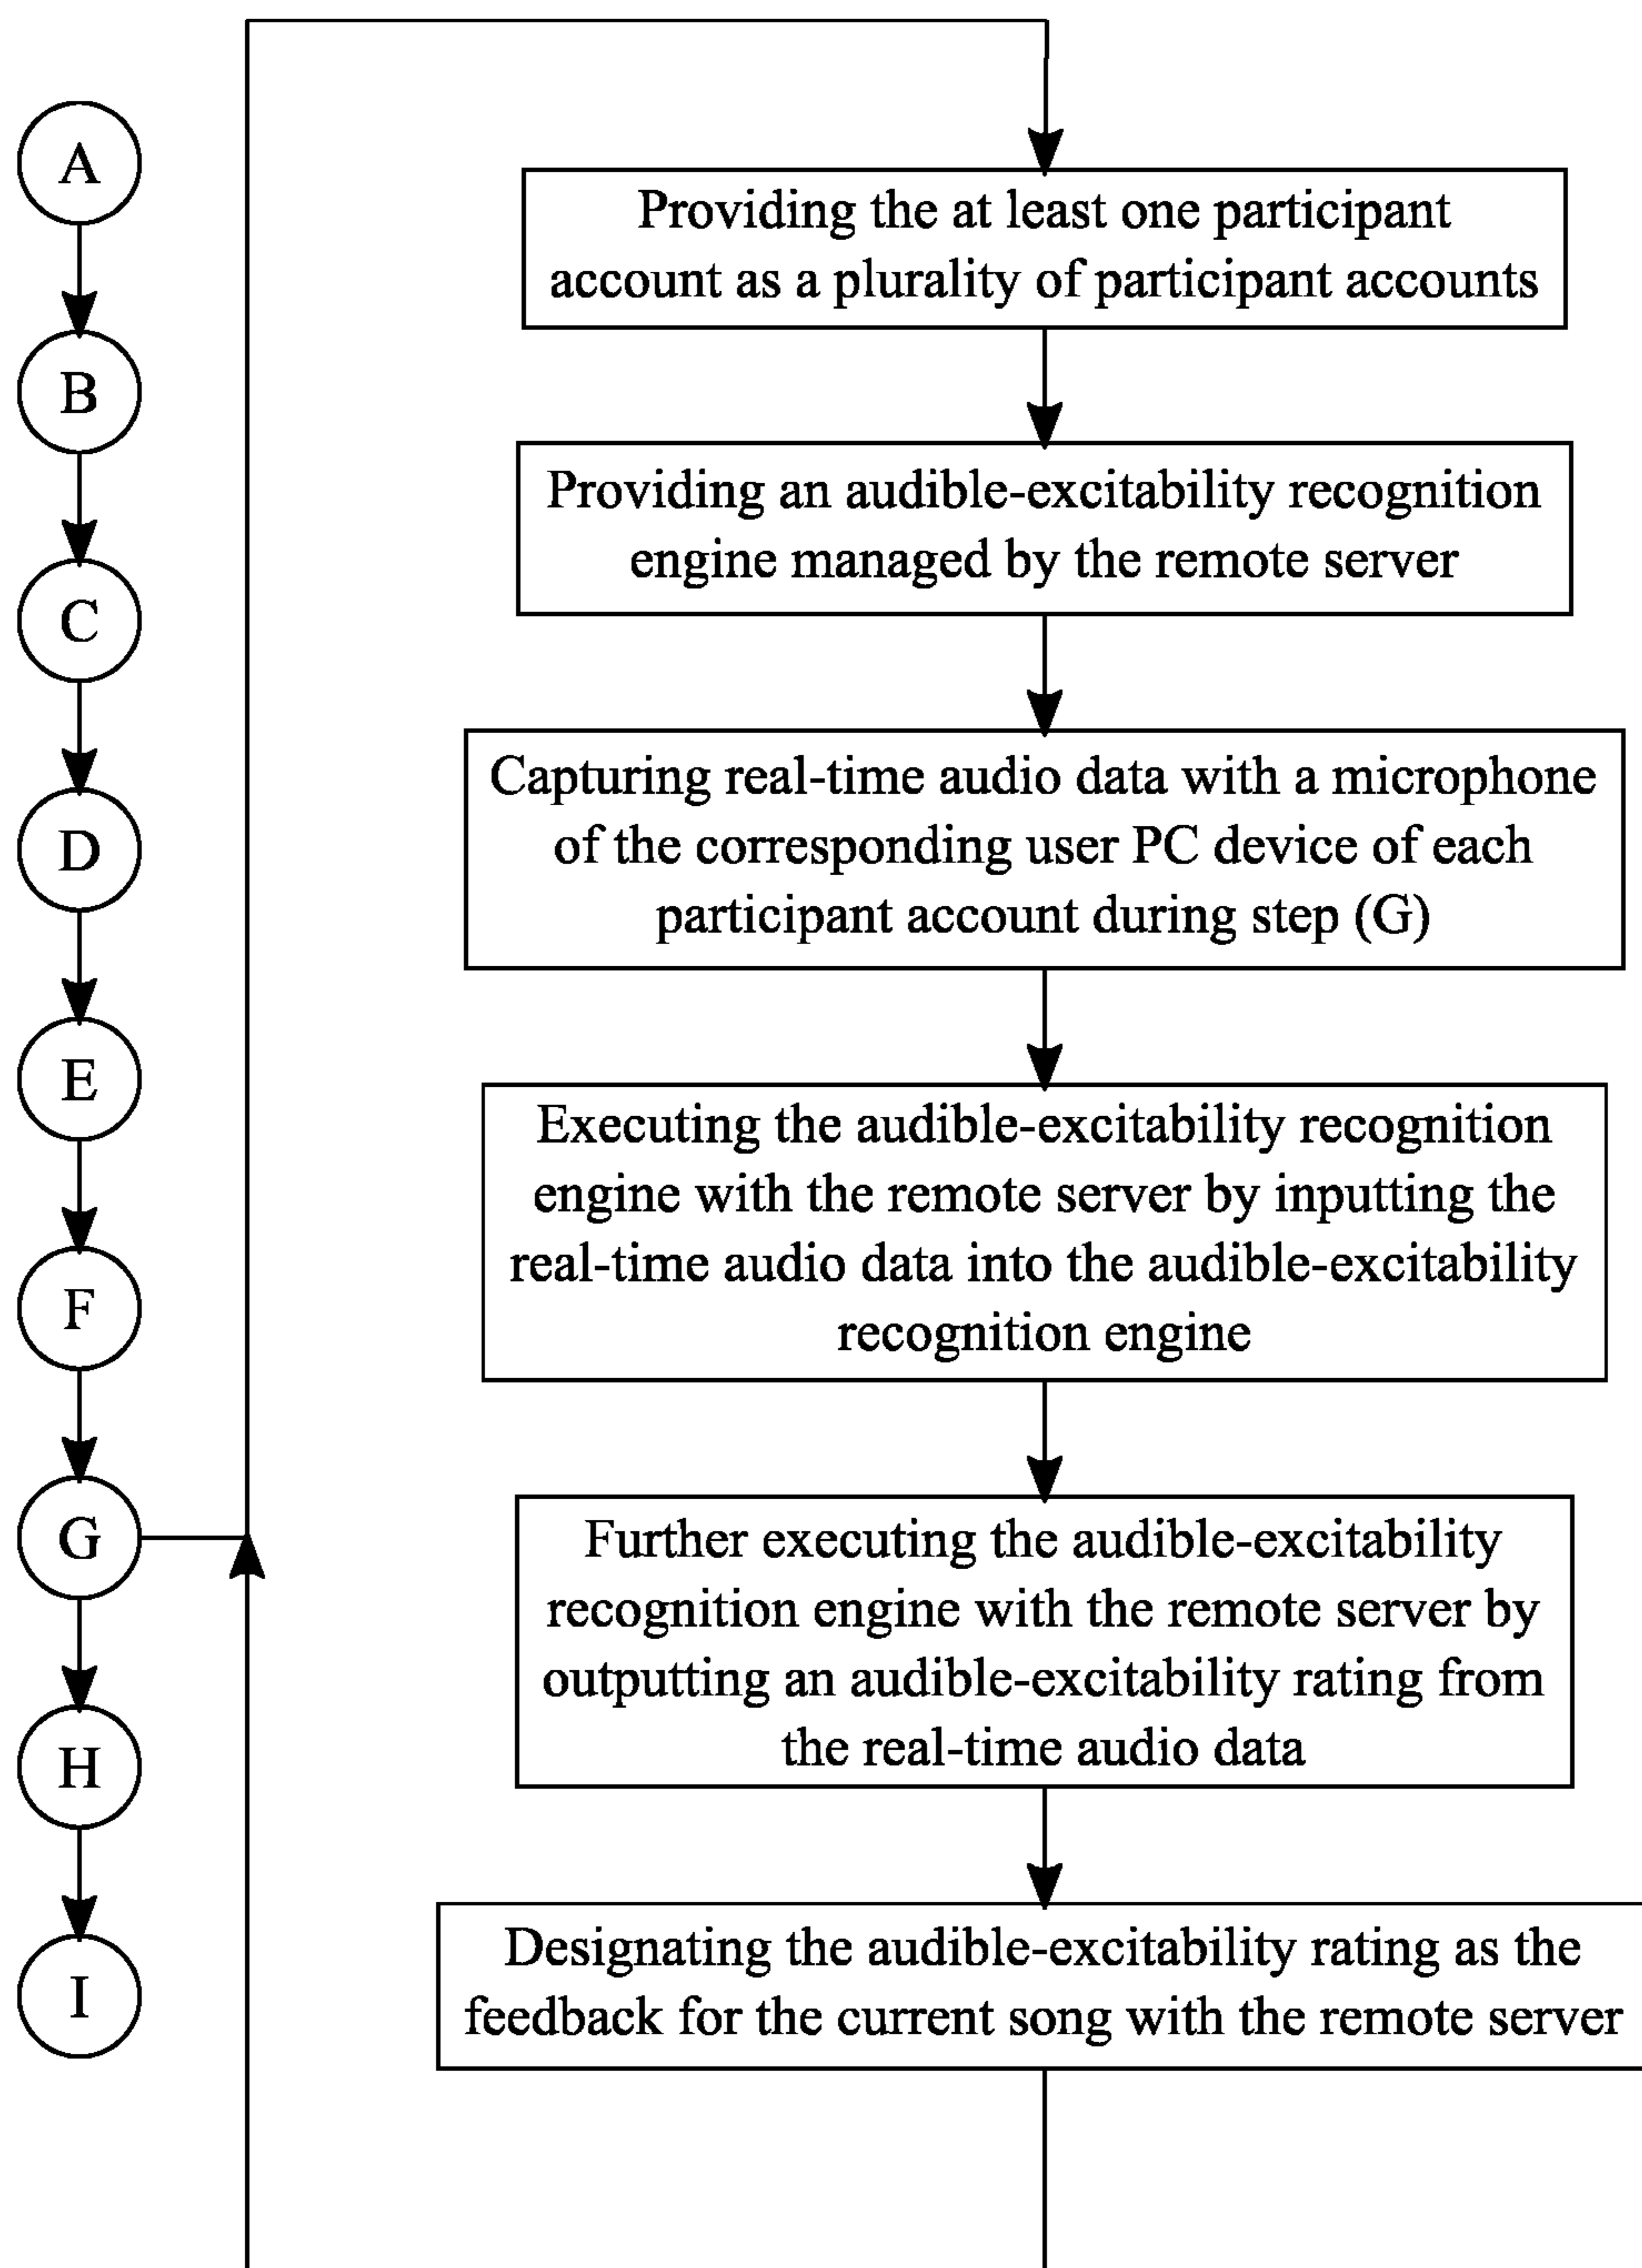 A
B
C
D
E
F
G
H
I
Providing the at least one participant
account as a plurality of participant accounts
Providing an audible-excitability recognition
engine managed by the remote server
Capturing real-time audio data with a microphone
of the corresponding user PC device of each
participant account during step (G)
Executing the audible-excitability recognition
engine with the remote server by inputting the
real-time audio data into the audible-excitability
recognition engine
Further executing the audible-excitability
recognition engine with the remote server by
outputting an audible-excitability rating from
the real-time audio data
Designating the audible-excitability rating as the
feedback for the current song with the remote server